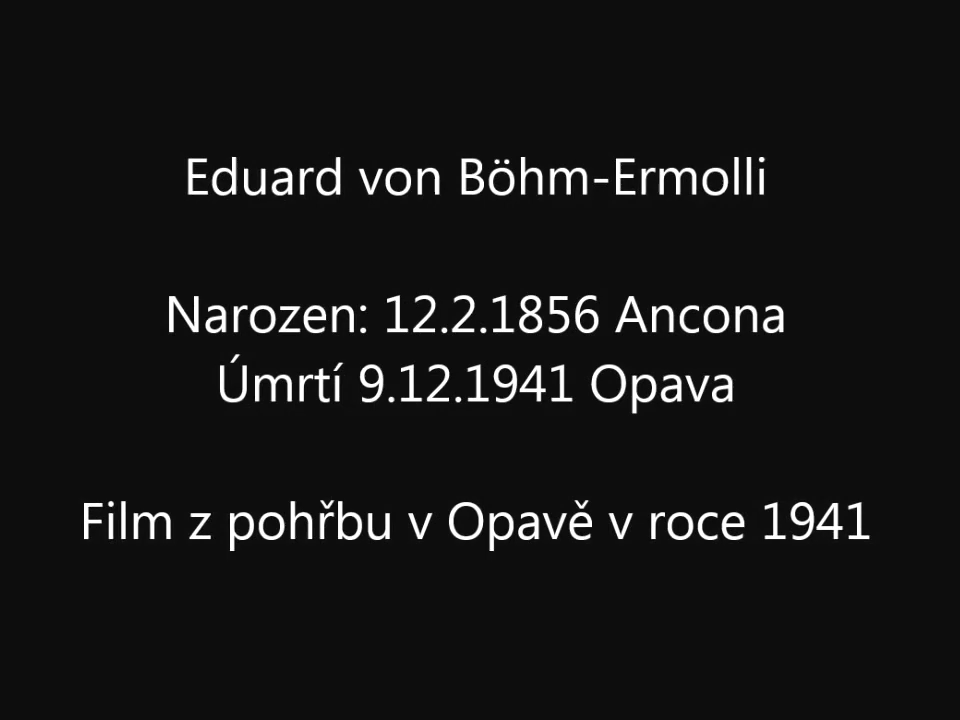 Eduard von Böhm-Ermolli
Narozen: 12.2.1856 Ancona
Úmrtí 9.12.1941 Opava
Film z pohřbu v Opavě v roce 1941